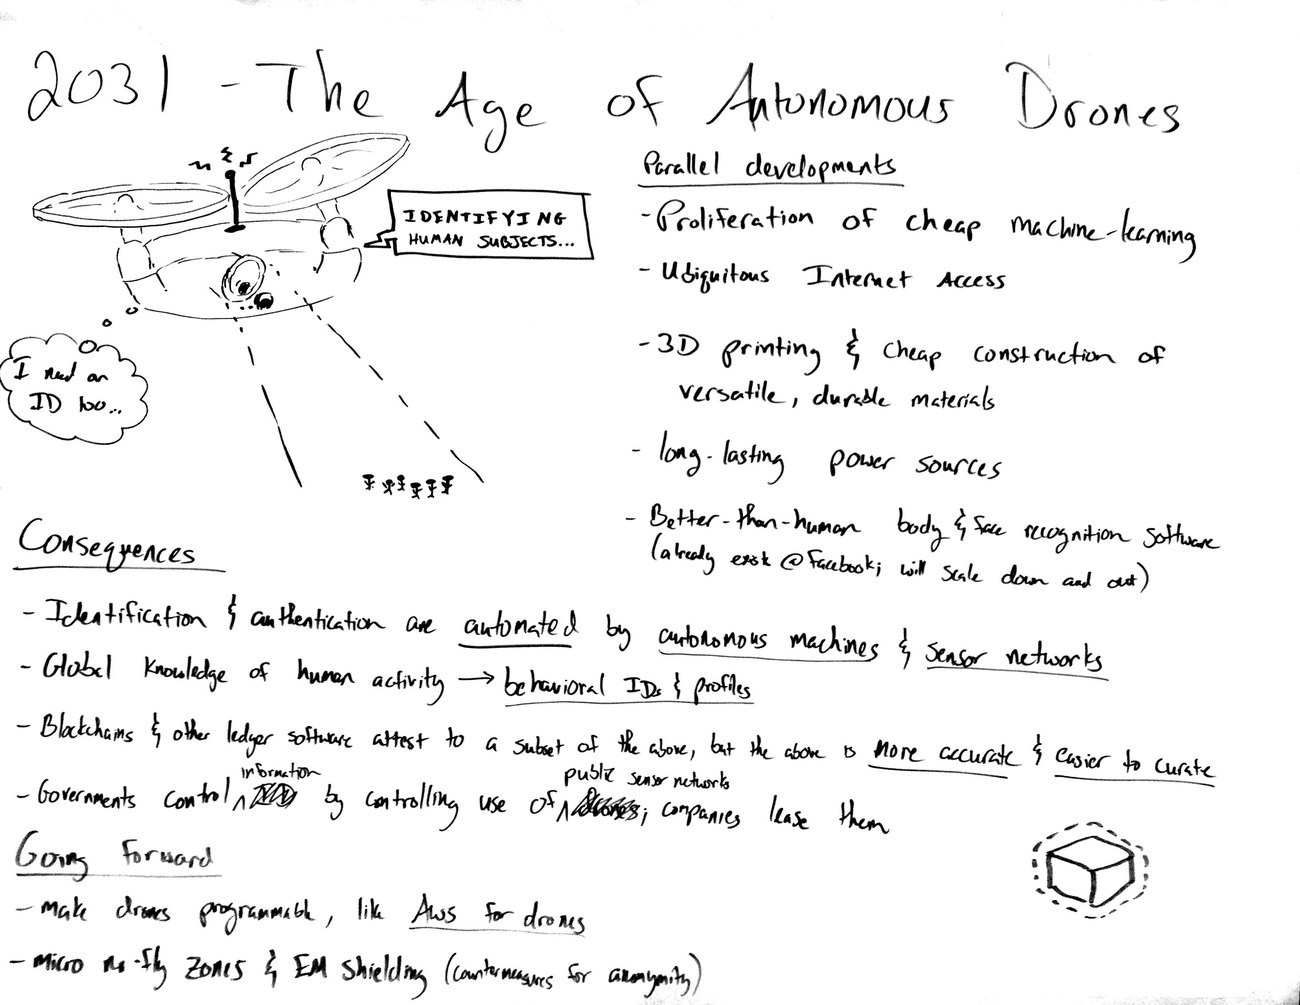 2031 - The Age of Autonomous Drones
IDENTIFYING
HUMAN SUBJECTS...
I need an
ID too...
Parallel developments
- Proliferation of cheap machine-learning
- Ubiquitous Internet Access
- 3D printing & cheap construction of
versatile, durable materials
- long-lasting power sources
- Better-than-human body & face recognition software
(already exists @ Facebook; will scale down and out)
Consequences
- Identification & authentication are automated by autonomous machines & sensor networks
- Global knowledge of human activity → behavioral IDs & profiles
- Blockchains & other ledger software attest to a subset of the above, but the above is more accurate & easier to curate
- Governments control information by controlling use of public sensor networks; companies lease them
Going forward
- make drones programmable, like AWS for drones
- micro no-fly zones & EM shielding (countermeasures for anonymity)